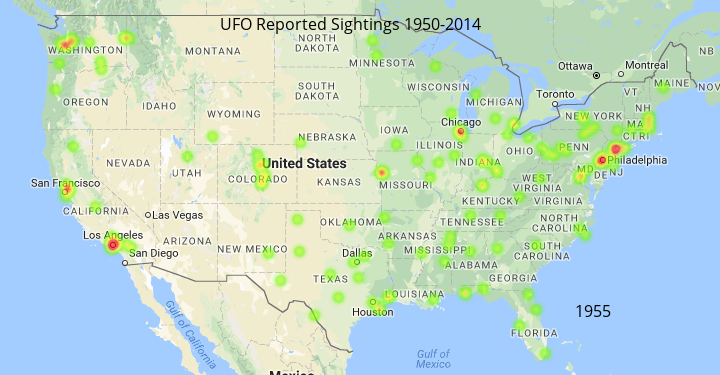 UFO Reported Sightings 1950-2014
WASHINGTON
MONTANA
NORTH
DAKOTA
MINNESOTA
Ottawa
Montreal
NB
MAINE
OREGON
IDAHO
SOUTH
DAKOTA
WISCONSIN
MICHIGAN
Toronto
VT
NH
WYOMING
NEW YORK
MA
CT RI
Chicago
IOWA
NEBRASKA
ILLINOIS
INDIANA
OHIO
PENN
Philadelphia
NEVADA
UTAH
United States
COLORADO
KANSAS
MISSOURI
WEST
VIRGINIA
MD
DE
NJ
San Francisco
KENTUCKY
VIRGINIA
CALIFORNIA
Las Vegas
OKLAHOMA
TENNESSEE
NORTH
CAROLINA
Los Angeles
ARIZONA
NEW MEXICO
ARKANSAS
SOUTH
CAROLINA
San Diego
Dallas
MISSISSIPPI
ALABAMA
TEXAS
GEORGIA
LOUISIANA
Houston
1955
FLORIDA
Gulf of
California
Gulf of
Mexico
Mexico